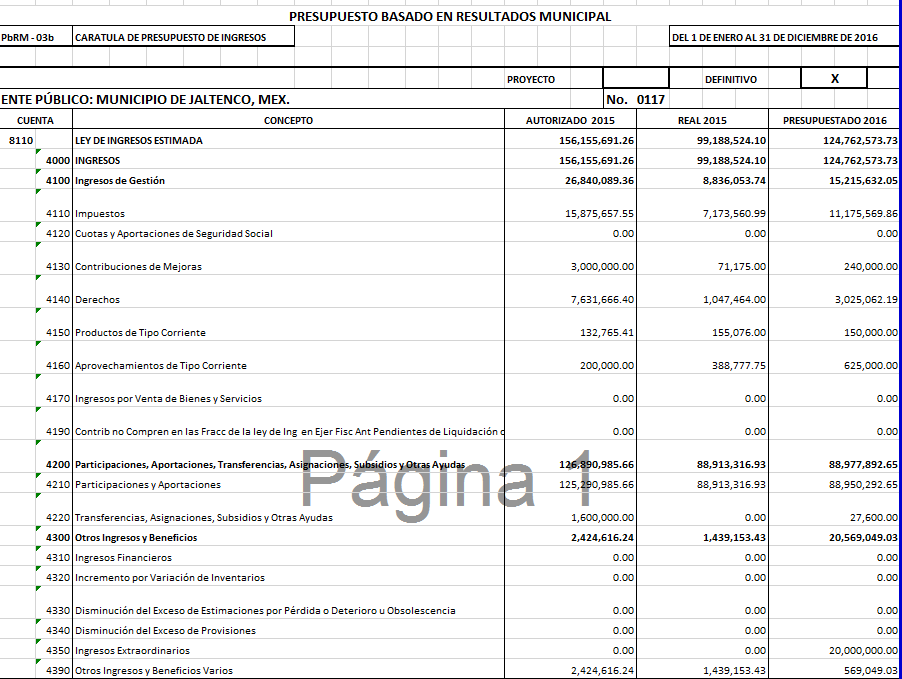 PRESUPUESTO BASADO EN RESULTADOS MUNICIPAL
PbRM - 03b CARATULA DE PRESUPUESTO DE INGRESOS DEL 1 DE ENERO AL 31 DE DICIEMBRE DE 2016
PROYECTO DEFINITIVO X
ENTE PÚBLICO: MUNICIPIO DE JALTENCO, MEX. No. 0117
CUENTA CONCEPTO AUTORIZADO 2015 REAL 2015 PRESUPUESTADO 2016
8110 LEY DE INGRESOS ESTIMADA 156,155,691.26 99,188,524.10 124,762,573.73
4000 INGRESOS 156,155,691.26 99,188,524.10 124,762,573.73
4100 Ingresos de Gestión 26,840,089.36 8,836,053.74 15,215,632.05
4110 Impuestos 15,875,657.55 7,173,560.99 11,175,569.86
4120 Cuotas y Aportaciones de Seguridad Social 0.00 0.00 0.00
4130 Contribuciones de Mejoras 3,000,000.00 71,175.00 240,000.00
4140 Derechos 7,631,666.40 1,047,464.00 3,025,062.19
4150 Productos de Tipo Corriente 132,765.41 155,076.00 150,000.00
4160 Aprovechamientos de Tipo Corriente 200,000.00 388,777.75 625,000.00
4170 Ingresos por Venta de Bienes y Servicios 0.00 0.00 0.00
4190 Contrib no Compren en las Fracc de la ley de Ing en Ejer Fisc Ant Pendientes de Liquidación 0.00 0.00 0.00
4200 Participaciones, Aportaciones, Transferencias, Asignaciones, Subsidios y Otras Ayudas 126,890,985.66 88,913,316.93 88,977,892.65
Página 1
4210 Participaciones y Aportaciones 125,290,985.66 88,913,316.93 88,950,292.65
4220 Transferencias, Asignaciones, Subsidios y Otras Ayudas 1,600,000.00 0.00 27,600.00
4300 Otros Ingresos y Beneficios 2,424,616.24 1,439,153.43 20,569,049.03
4310 Ingresos Financieros 0.00 0.00 0.00
4320 Incremento por Variación de Inventarios 0.00 0.00 0.00
4330 Disminución del Exceso de Estimaciones por Pérdida o Deterioro u Obsolescencia 0.00 0.00 0.00
4340 Disminución del Exceso de Provisiones 0.00 0.00 0.00
4350 Ingresos Extraordinarios 0.00 0.00 20,000,000.00
4390 Otros Ingresos y Beneficios Varios 2,424,616.24 1,439,153.43 569,049.03